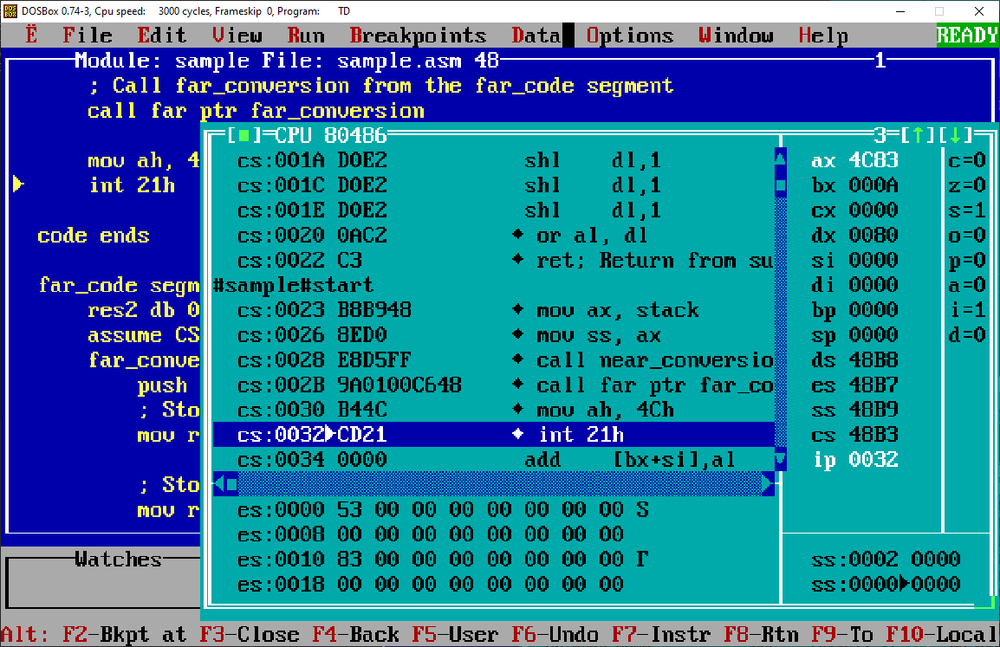 DOSBox 0.74-3, Cpu speed: 3000 cycles, Frameskip 0, Program: TD
Ë File Edit View Run Breakpoints Data Options Window Help READY
Module: sample File: sample.asm 48 1
; Call far_conversion from the far_code segment
call far ptr far_conversion
mov ah, 4
int 21h
code ends
far_code segm
res2 db 0
assume CS
far_conve
push
; Sto
mov r
; Sto
mov r
[■]=CPU 80486 3=[↑][↓]
cs:001A D0E2 shl dl,1
cs:001C D0E2 shl dl,1
cs:001E D0E2 shl dl,1
cs:0020 0AC2 ♦ or al, dl
cs:0022 C3 ♦ ret; Return from su
#sample#start
cs:0023 B8B948 ♦ mov ax, stack
cs:0026 8ED0 ♦ mov ss, ax
cs:0028 E8D5FF ♦ call near_conversio
cs:002B 9A0100C648 ♦ call far ptr far_co
cs:0030 B44C ♦ mov ah, 4Ch
cs:0032►CD21 ♦ int 21h
cs:0034 0000 add [bx+si],al
ax 4C83 c=0
bx 000A z=0
cx 0000 s=1
dx 0080 o=0
si 0000 p=0
di 0000 a=0
bp 0000 i=1
sp 0000 d=0
ds 48B8
es 48B7
ss 48B9
cs 48B3
ip 0032
es:0000 53 00 00 00 00 00 00 00 S
es:0008 00 00 00 00 00 00 00 00
es:0010 83 00 00 00 00 00 00 00 Г
es:0018 00 00 00 00 00 00 00 00
ss:0002 0000
ss:0000►0000
Watches
Alt: F2-Bkpt at F3-Close F4-Back F5-User F6-Undo F7-Instr F8-Rtn F9-To F10-Local